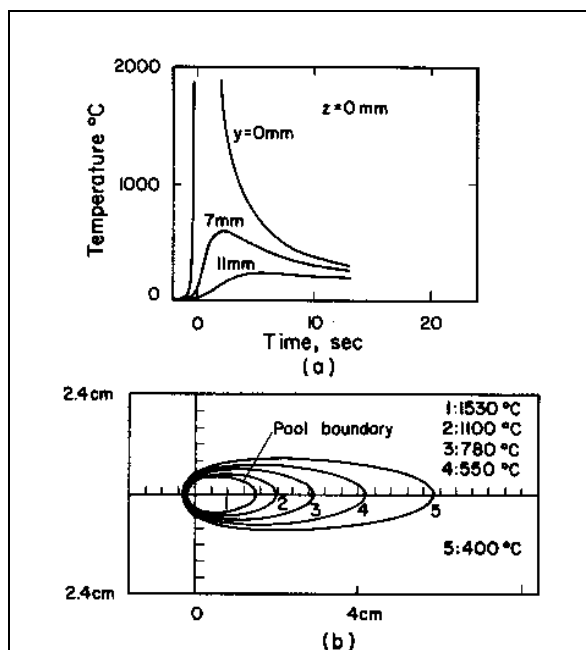 2000
1000
0
Temperature °C
z=0 mm
y=0mm
7mm
11mm
0 10 20
Time, sec
(a)
2.4cm
Pool boundary
1:1530 °C
2:1100 °C
3:780 °C
4:550 °C
1 2 3 4 5
5:400 °C
2.4cm
0 4cm
(b)